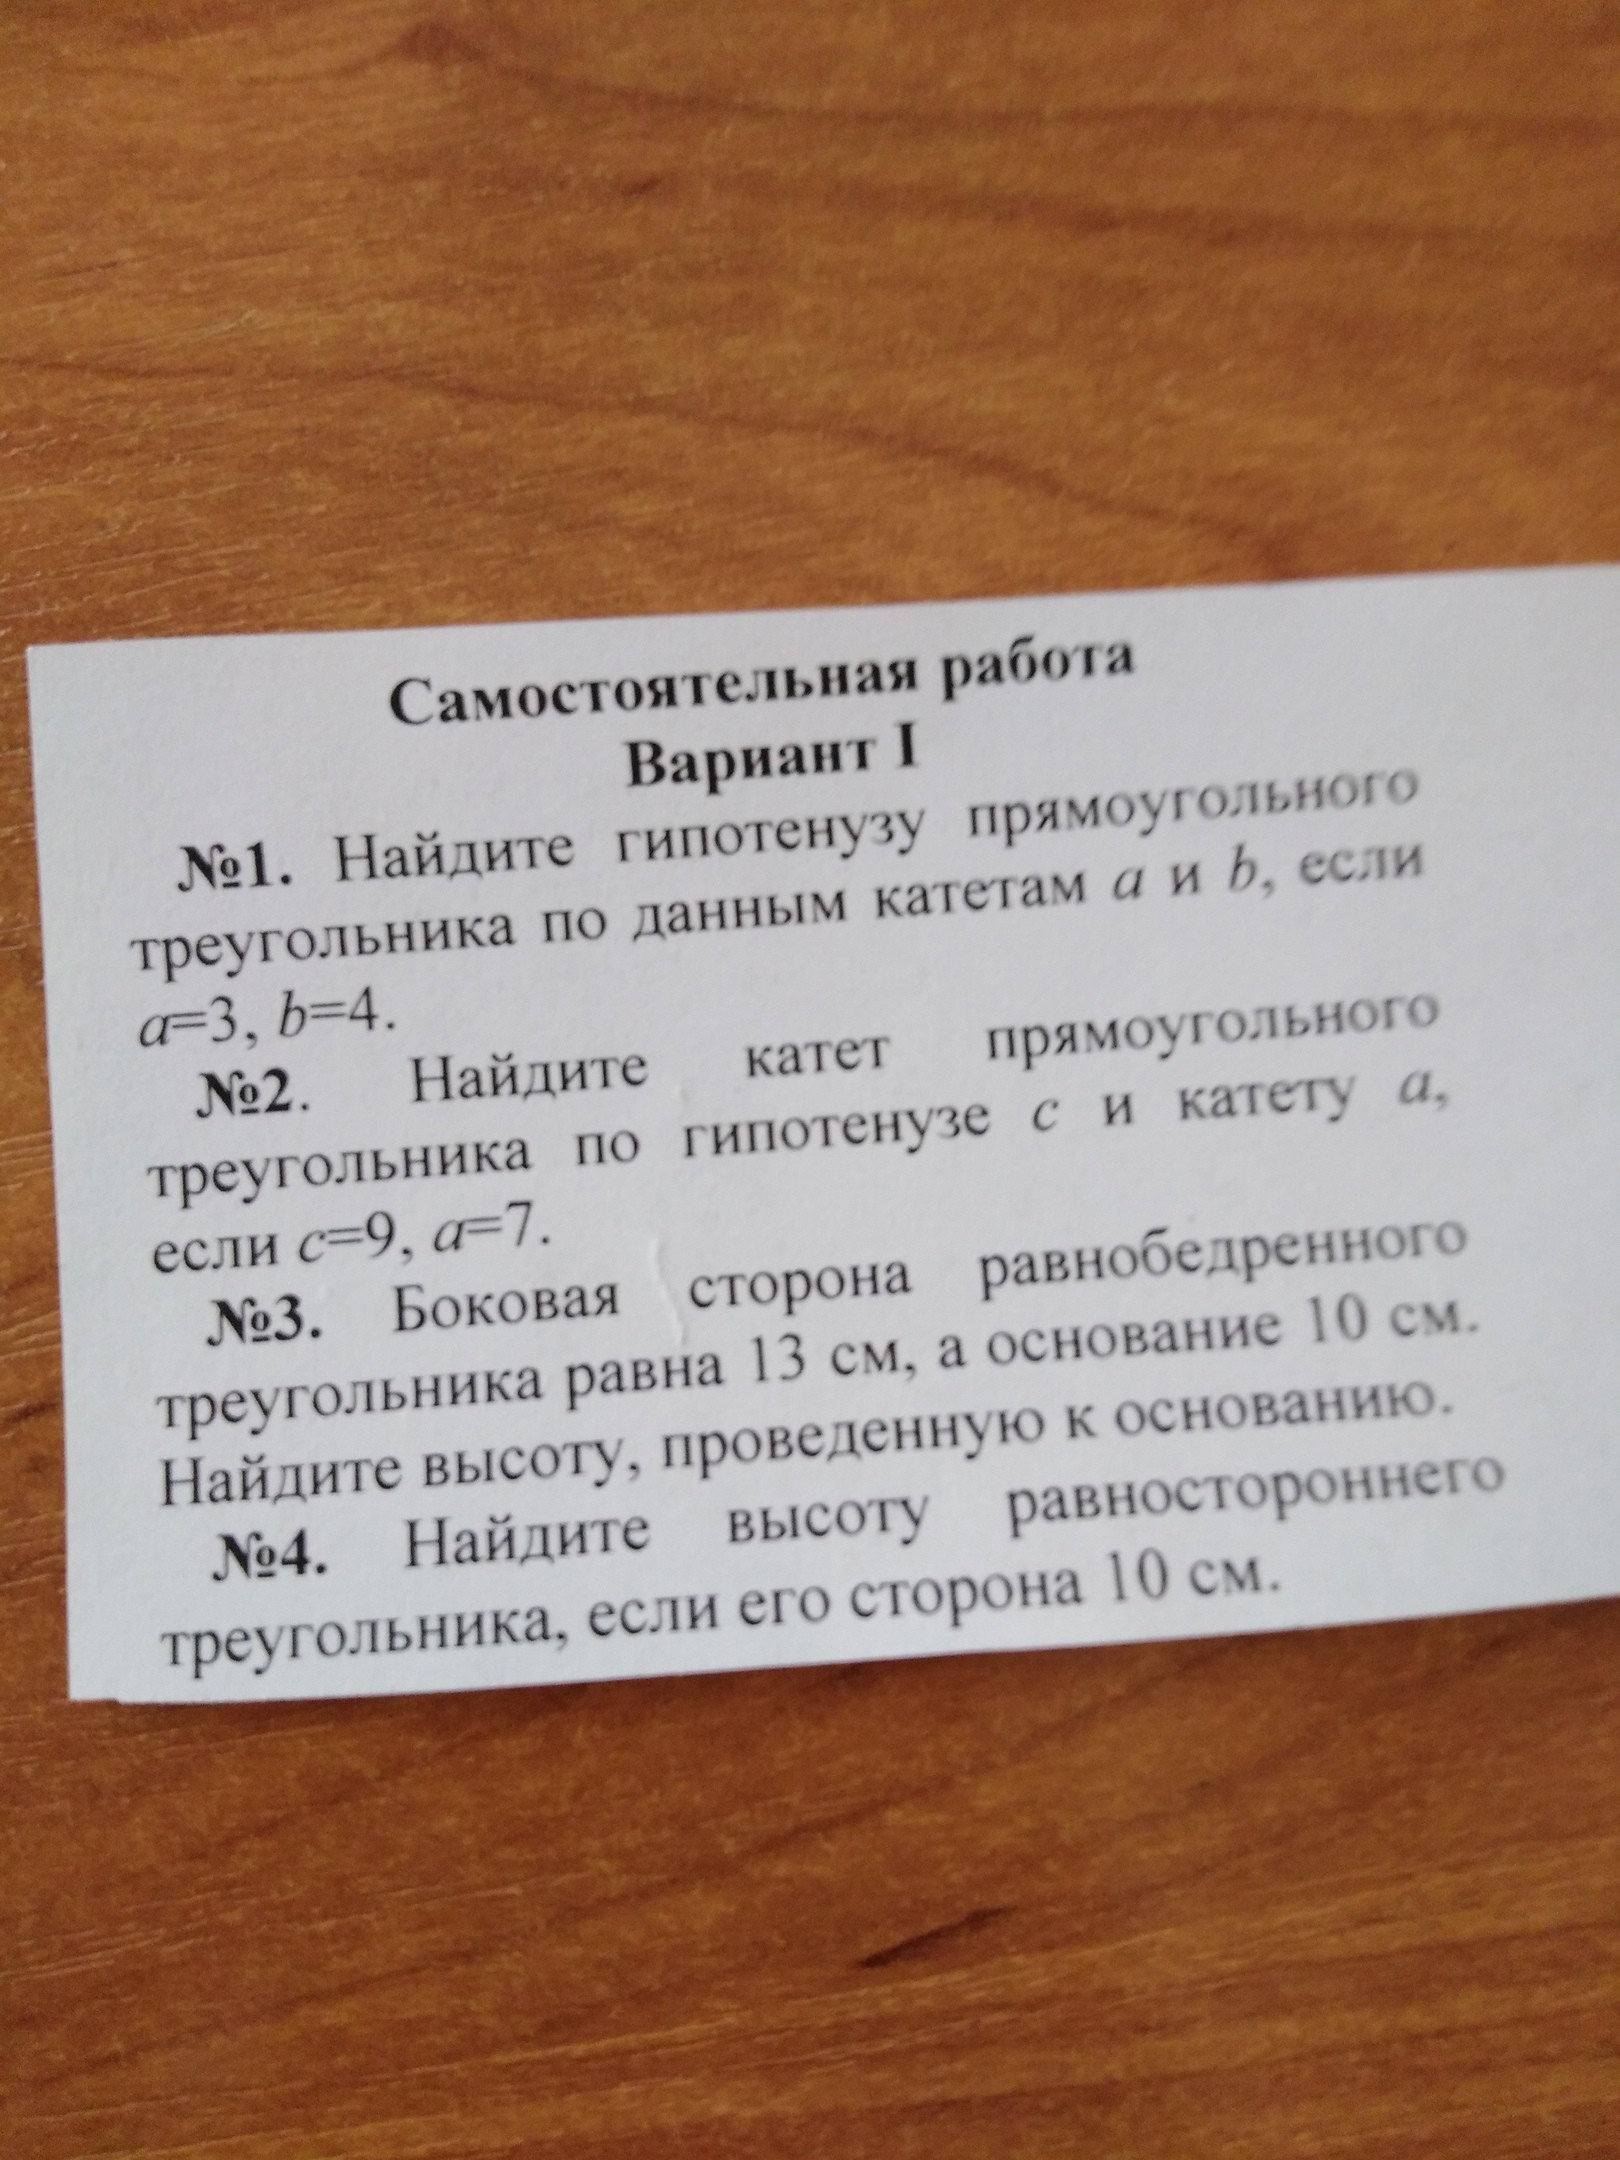 Самостоятельная работа
Вариант I
№1. Найдите гипотенузу прямоугольного
треугольника по данным катетам a и b, если
a=3, b=4.
№2. Найдите катет прямоугольного
треугольника по гипотенузе c и катету a,
если c=9, a=7.
№3. Боковая сторона равнобедренного
треугольника равна 13 см, а основание 10 см.
Найдите высоту, проведенную к основанию.
№4. Найдите высоту равностороннего
треугольника, если его сторона 10 см.